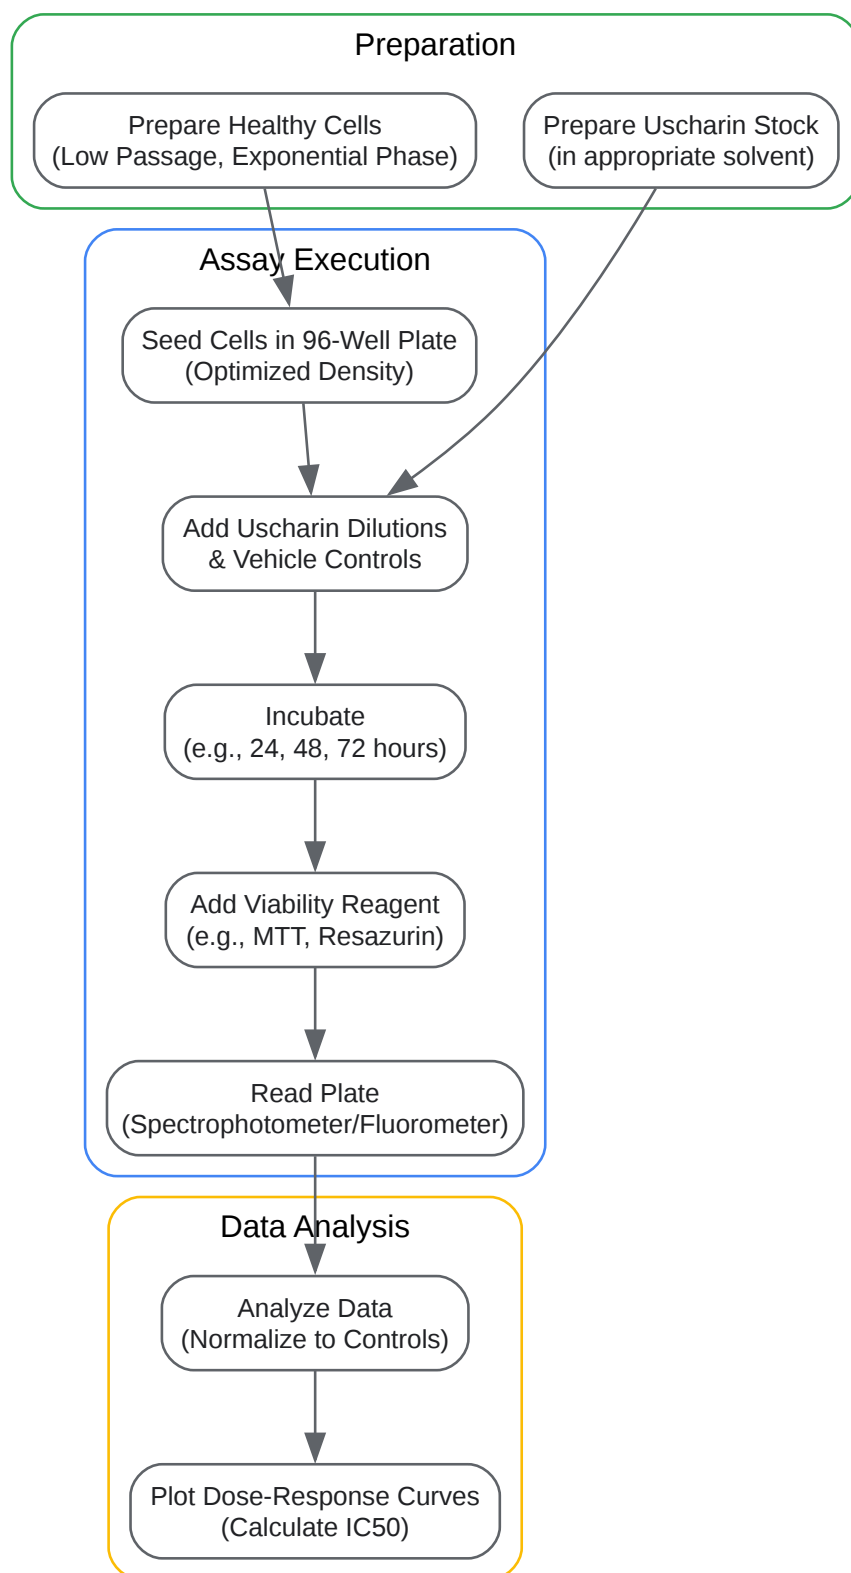 Preparation
Prepare Healthy Cells
(Low Passage, Exponential Phase)
Prepare Uscharin Stock
(in appropriate solvent)
Assay Execution
Seed Cells in 96-Well Plate
(Optimized Density)
Add Uscharin Dilutions
& Vehicle Controls
Incubate
(e.g., 24, 48, 72 hours)
Add Viability Reagent
(e.g., MTT, Resazurin)
Read Plate
(Spectrophotometer/Fluorometer)
Data Analysis
Analyze Data
(Normalize to Controls)
Plot Dose-Response Curves
(Calculate IC50)